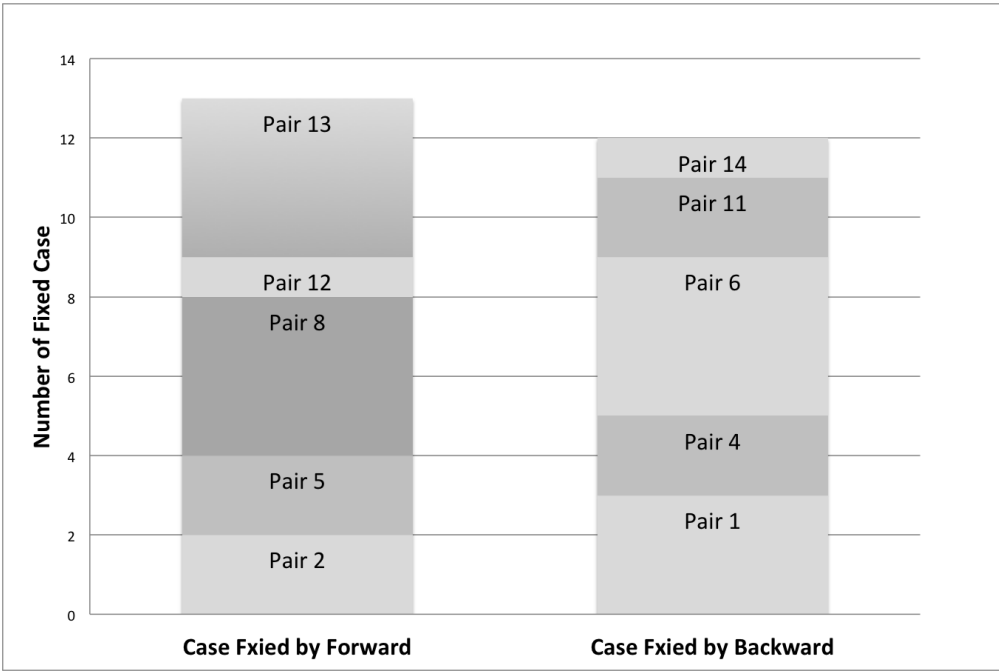 14
12
10
8
6
4
2
0
Number of Fixed Case
Pair 13
Pair 12
Pair 8
Pair 5
Pair 2
Pair 14
Pair 11
Pair 6
Pair 4
Pair 1
Case Fxied by Forward
Case Fxied by Backward